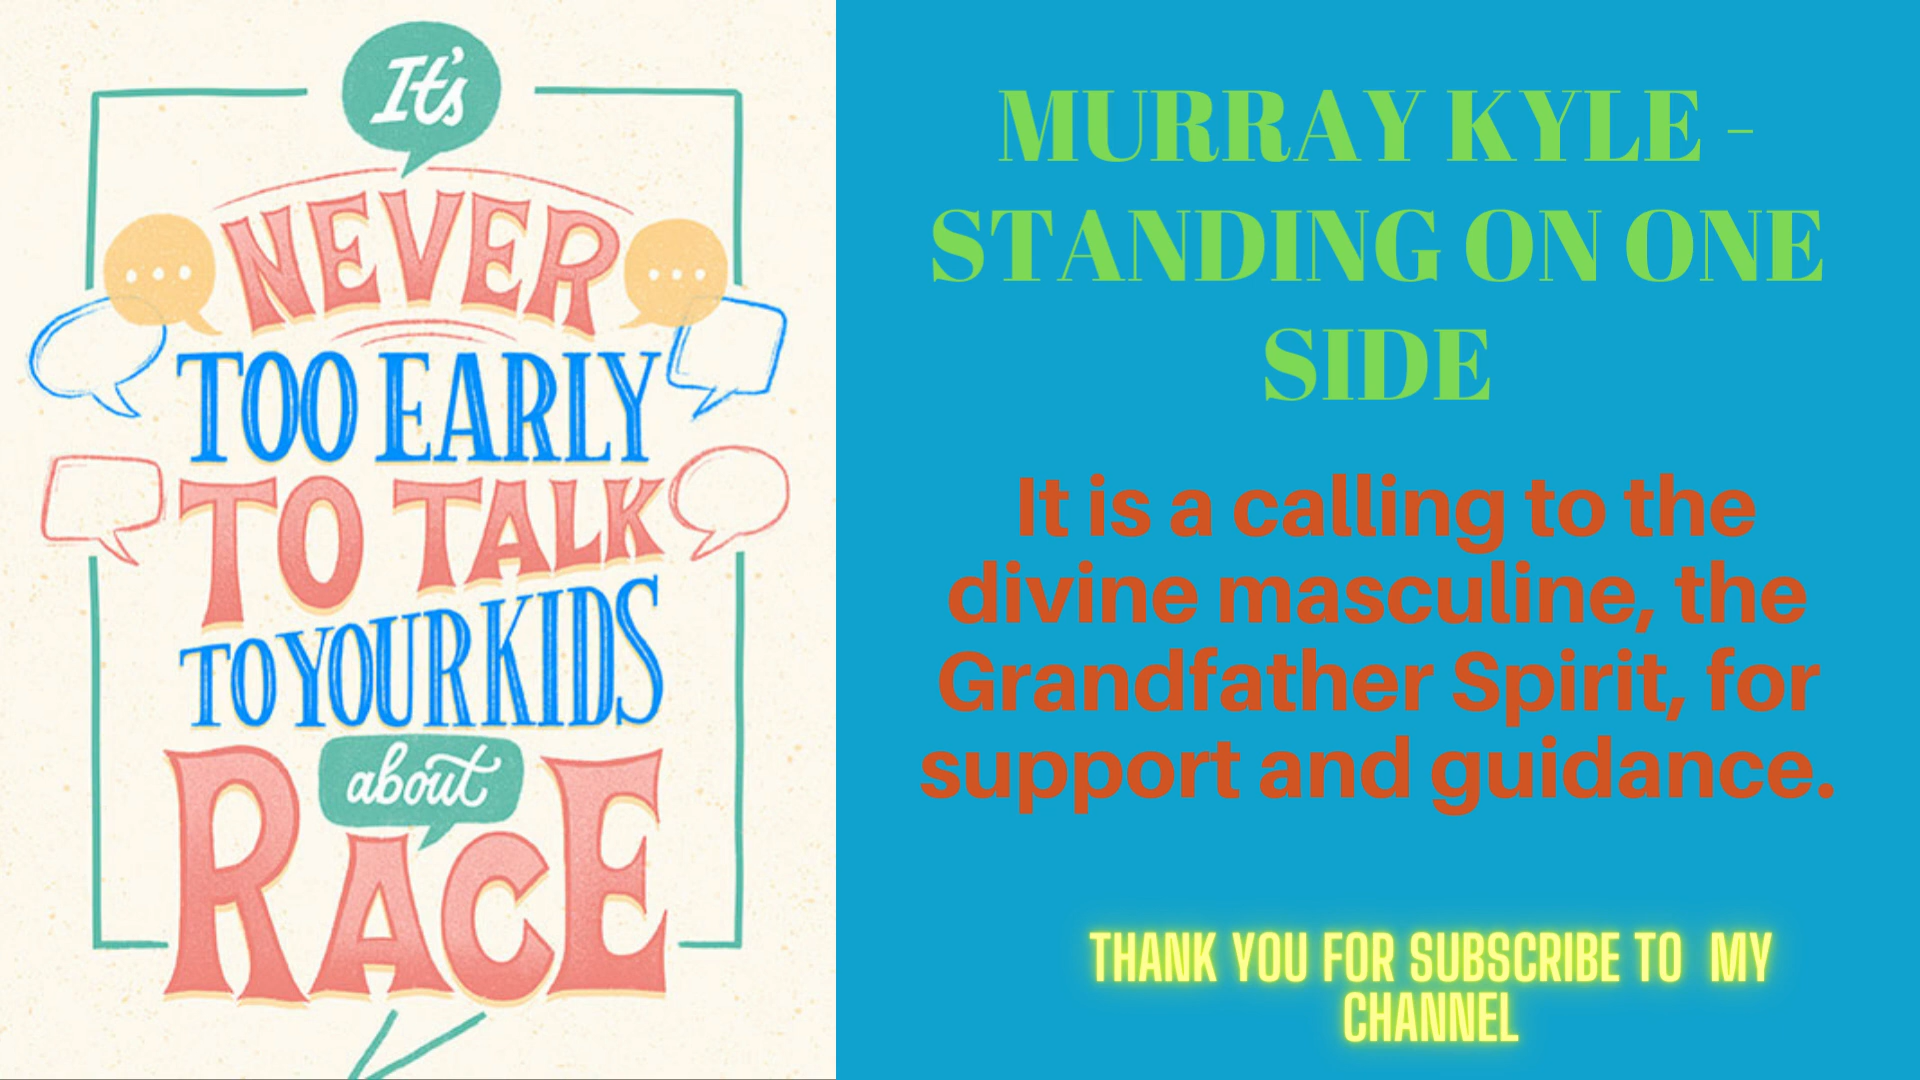 It's
NEVER
TOO EARLY
TO TALK
TO YOUR KIDS
about
RACE
MURRAY KYLE -
STANDING ON ONE
SIDE
It is a calling to the
divine masculine, the
Grandfather Spirit, for
support and guidance.
THANK YOU FOR SUBSCRIBE TO  MY
CHANNEL